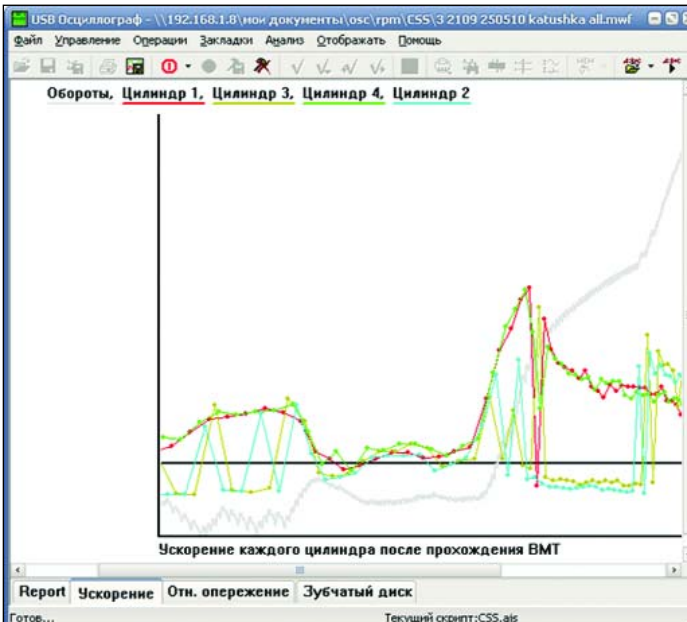 USB Осциллограф - \\192.168.1.8\мои документы\osc\rpm\CSS\3 2109 250510 katushka all.mwf
Файл Управление Операции Закладки Анализ Отображать Помощь
Обороты, Цилиндр 1, Цилиндр 3, Цилиндр 4, Цилиндр 2
Ускорение каждого цилиндра после прохождения ВМТ
Report Ускорение Отн. опережение Зубчатый диск
Готов... Текущий скрипт:CSS.ajs